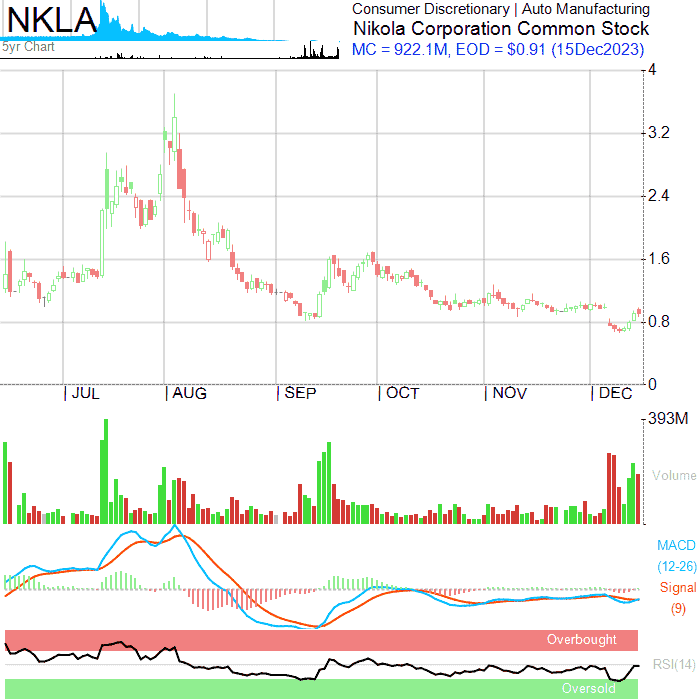 NKLA
5yr Chart
Consumer Discretionary | Auto Manufacturing
Nikola Corporation Common Stock
MC = 922.1M, EOD = $0.91 (15Dec2023)
4
3.2
2.4
1.6
0.8
0
| JUL | AUG | SEP | OCT | NOV | DEC
393M
Volume
MACD
(12-26)
Signal
(9)
Overbought
RSI(14)
Oversold